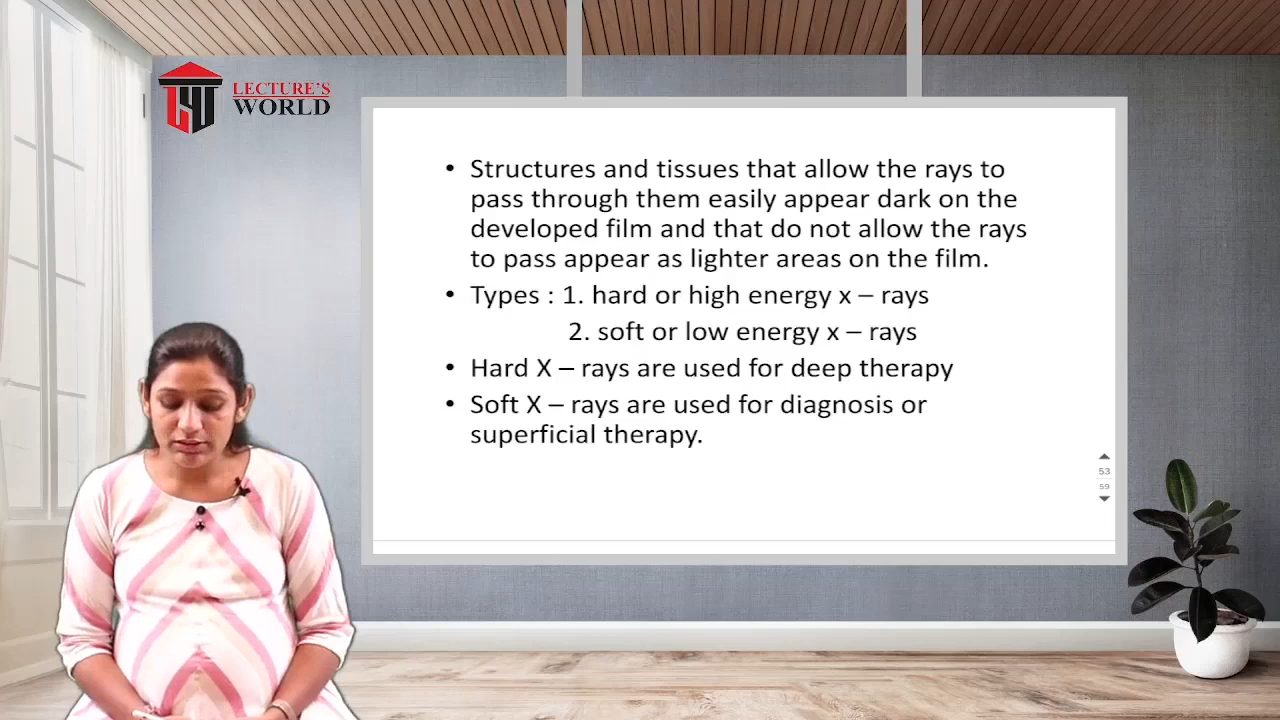 LECTURE'S
WORLD
• Structures and tissues that allow the rays to
pass through them easily appear dark on the
developed film and that do not allow the rays
to pass appear as lighter areas on the film.
• Types : 1. hard or high energy x – rays
2. soft or low energy x – rays
• Hard X – rays are used for deep therapy
• Soft X – rays are used for diagnosis or
superficial therapy.
53
59